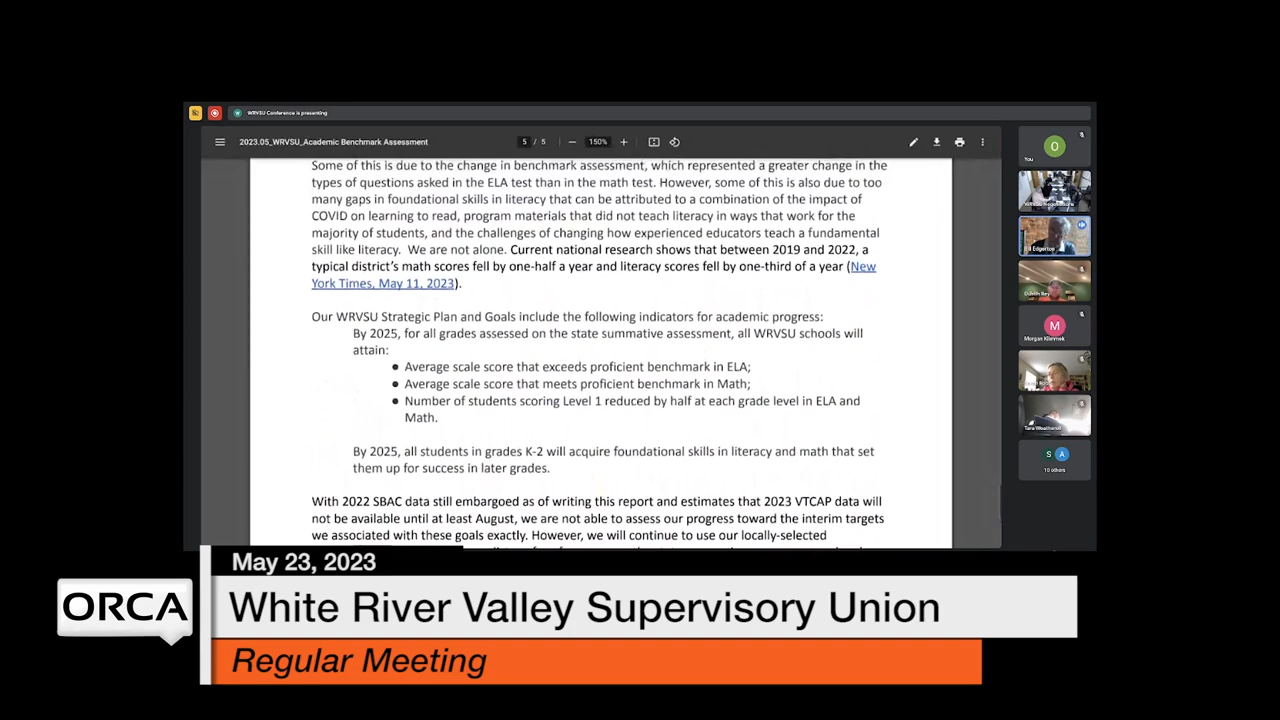 WRVSU Conference is presenting
2023.05_WRVSU_Academic Benchmark Assessment
5 / 5
150%
Some of this is due to the change in benchmark assessment, which represented a greater change in the
types of questions asked in the ELA test than in the math test. However, some of this is also due to too
many gaps in foundational skills in literacy that can be attributed to a combination of the impact of
COVID on learning to read, program materials that did not teach literacy in ways that work for the
majority of students, and the challenges of changing how experienced educators teach a fundamental
skill like literacy. We are not alone. Current national research shows that between 2019 and 2022, a
typical district's math scores fell by one-half a year and literacy scores fell by one-third of a year (New
York Times, May 11, 2023).
Our WRVSU Strategic Plan and Goals include the following indicators for academic progress:
By 2025, for all grades assessed on the state summative assessment, all WRVSU schools will
attain:
● Average scale score that exceeds proficient benchmark in ELA;
● Average scale score that meets proficient benchmark in Math;
● Number of students scoring Level 1 reduced by half at each grade level in ELA and
Math.
By 2025, all students in grades K-2 will acquire foundational skills in literacy and math that set
them up for success in later grades.
With 2022 SBAC data still embargoed as of writing this report and estimates that 2023 VTCAP data will
not be available until at least August, we are not able to assess our progress toward the interim targets
we associated with these goals exactly. However, we will continue to use our locally-selected
O
You
Bill Edgerton
M
Morgan Klimmek
Tara Weatherell
S A
10 others
May 23, 2023
ORCA
White River Valley Supervisory Union
Regular Meeting